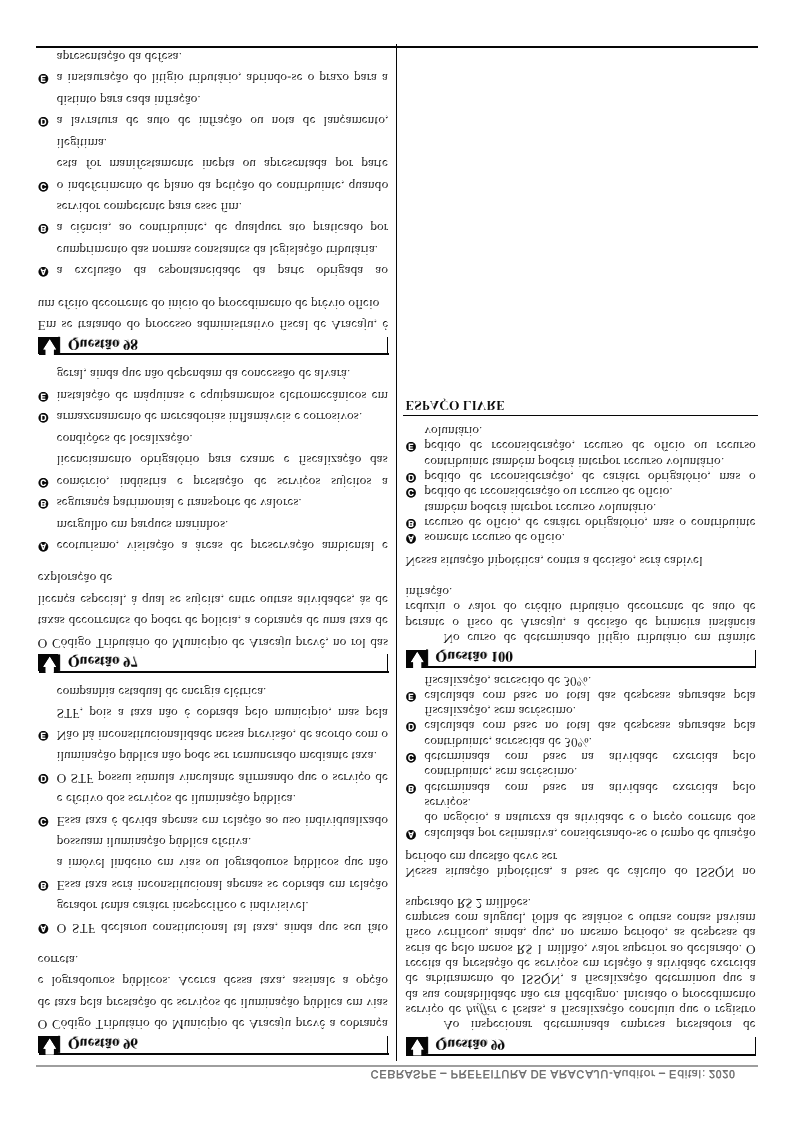 CEBRASPE – PREFEITURA DE ARACAJU-Auditor – Edital: 2020
Questão 96
O Código Tributário do Município de Aracaju prevê a cobrança
de taxa pela prestação de serviços de iluminação pública em vias
e logradouros públicos. Acerca dessa taxa, assinale a opção
correta.
A O STF declarou constitucional tal taxa, ainda que seu fato
gerador tenha caráter inespecífico e indivisível.
B Essa taxa será inconstitucional apenas se cobrada em relação
a imóvel lindeiro em vias ou logradouros públicos que não
possuam iluminação pública efetiva.
C Essa taxa é devida apenas em relação ao uso individualizado
e efetivo dos serviços de iluminação pública.
D O STF possui súmula vinculante afirmando que o serviço de
iluminação pública não pode ser remunerado mediante taxa.
E Não há inconstitucionalidade nessa previsão, de acordo com o
STF, pois a taxa não é cobrada pelo município, mas pela
companhia estadual de energia elétrica.
Questão 97
O Código Tributário do Município de Aracaju prevê, no rol das
taxas decorrentes do poder de polícia, a cobrança de uma taxa de
licença especial, à qual se sujeita, entre outras atividades, às de
exploração de
A ecoturismo, visitação a áreas de preservação ambiental e
mergulho em parques marinhos.
B segurança patrimonial e transporte de valores.
C comércio, indústria e prestação de serviços sujeitos a
licenciamento obrigatório para exame e fiscalização das
condições de localização.
D armazenamento de mercadorias inflamáveis e corrosivos.
E instalação de máquinas e equipamentos eletromecânicos em
geral, ainda que não dependam da concessão de alvará.
Questão 98
Em se tratando do processo administrativo fiscal de Aracaju, é
um efeito decorrente do início do procedimento de prévio ofício
A a exclusão da espontaneidade da parte obrigada ao
cumprimento das normas constantes da legislação tributária.
B a ciência, ao contribuinte, de qualquer ato praticado por
servidor competente para esse fim.
C o indeferimento de plano da petição do contribuinte, quando
esta for manifestamente inepta ou apresentada por parte
ilegítima.
D a lavratura de auto de infração ou nota de lançamento,
distinto para cada infração.
E a instauração do litígio tributário, abrindo-se o prazo para a
apresentação da defesa.
Questão 99
Ao inspecionar determinada empresa prestadora de
serviço de buffet e festas, a fiscalização concluiu que o registro
da sua contabilidade não era fidedigno. Iniciado o procedimento
de arbitramento do ISSQN, a fiscalização determinou que a
receita da prestação de serviços em relação à atividade exercida
seria de pelo menos R$ 1 milhão, valor superior ao declarado. O
fisco verificou, ainda, que, no mesmo período, as despesas da
empresa com aluguel, folha de salários e outras contas haviam
superado R$ 2 milhões.
Nessa situação hipotética, a base de cálculo do ISSQN no
período em questão deve ser
A calculada por estimativa, considerando-se o tempo de duração
do negócio, a natureza da atividade e o preço corrente dos
serviços.
B determinada com base na atividade exercida pelo
contribuinte, sem acréscimo.
C determinada com base na atividade exercida pelo
contribuinte, acrescida de 30%.
D calculada com base no total das despesas apuradas pela
fiscalização, sem acréscimo.
E calculada com base no total das despesas apuradas pela
fiscalização, acrescido de 30%.
Questão 100
No curso de determinado litígio tributário em trâmite
perante o fisco de Aracaju, a decisão de primeira instância
reduziu o valor do crédito tributário decorrente de auto de
infração.
Nessa situação hipotética, contra a decisão, será cabível
A somente recurso de ofício.
B recurso de ofício, de caráter obrigatório, mas o contribuinte
também poderá interpor recurso voluntário.
C pedido de reconsideração ou recurso de ofício.
D pedido de reconsideração, de caráter obrigatório, mas o
contribuinte também poderá interpor recurso voluntário.
E pedido de reconsideração, recurso de ofício ou recurso
voluntário.
ESPAÇO LIVRE